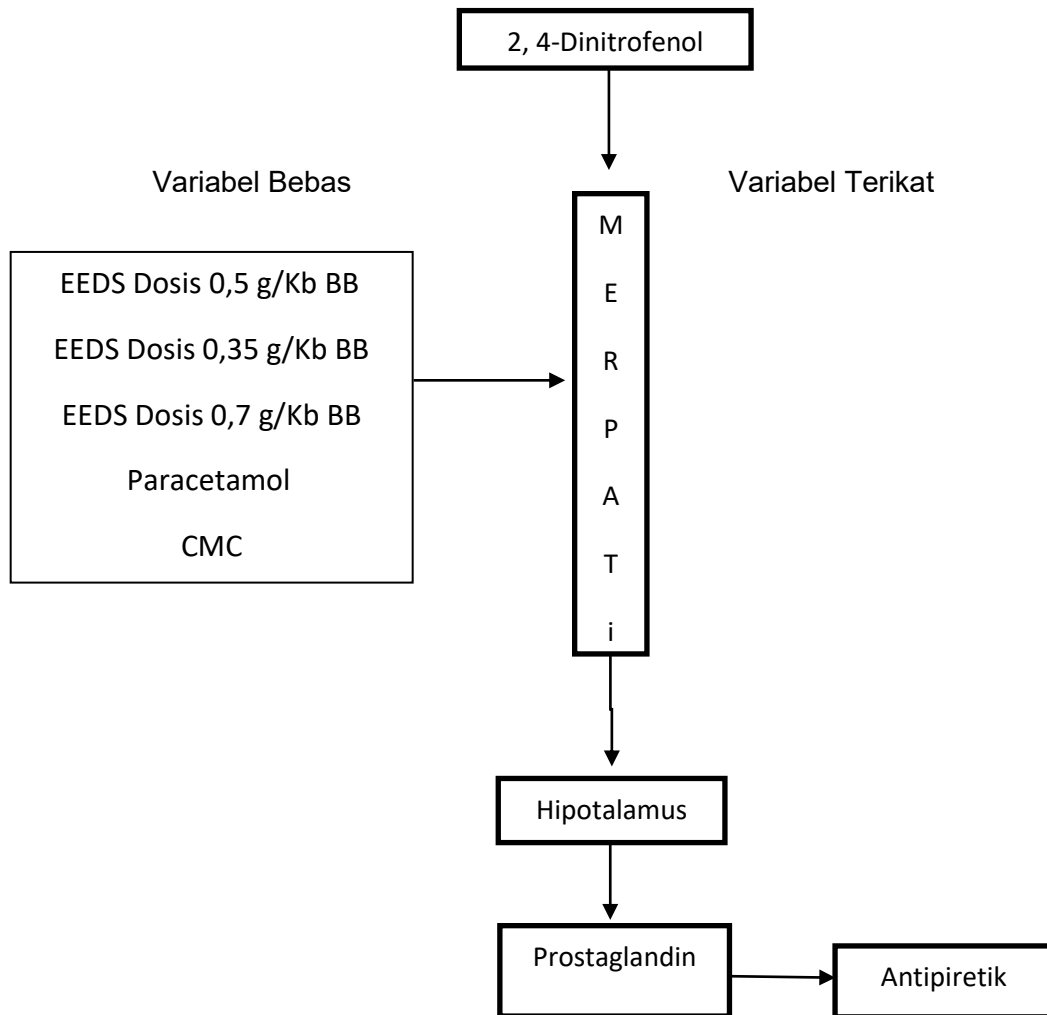 2, 4-Dinitrofenol
Variabel Bebas
Variabel Terikat
EEDS Dosis 0,5 g/Kb BB
EEDS Dosis 0,35 g/Kb BB
EEDS Dosis 0,7 g/Kb BB
Paracetamol
CMC
M
E
R
P
A
T
i
Hipotalamus
Prostaglandin
Antipiretik